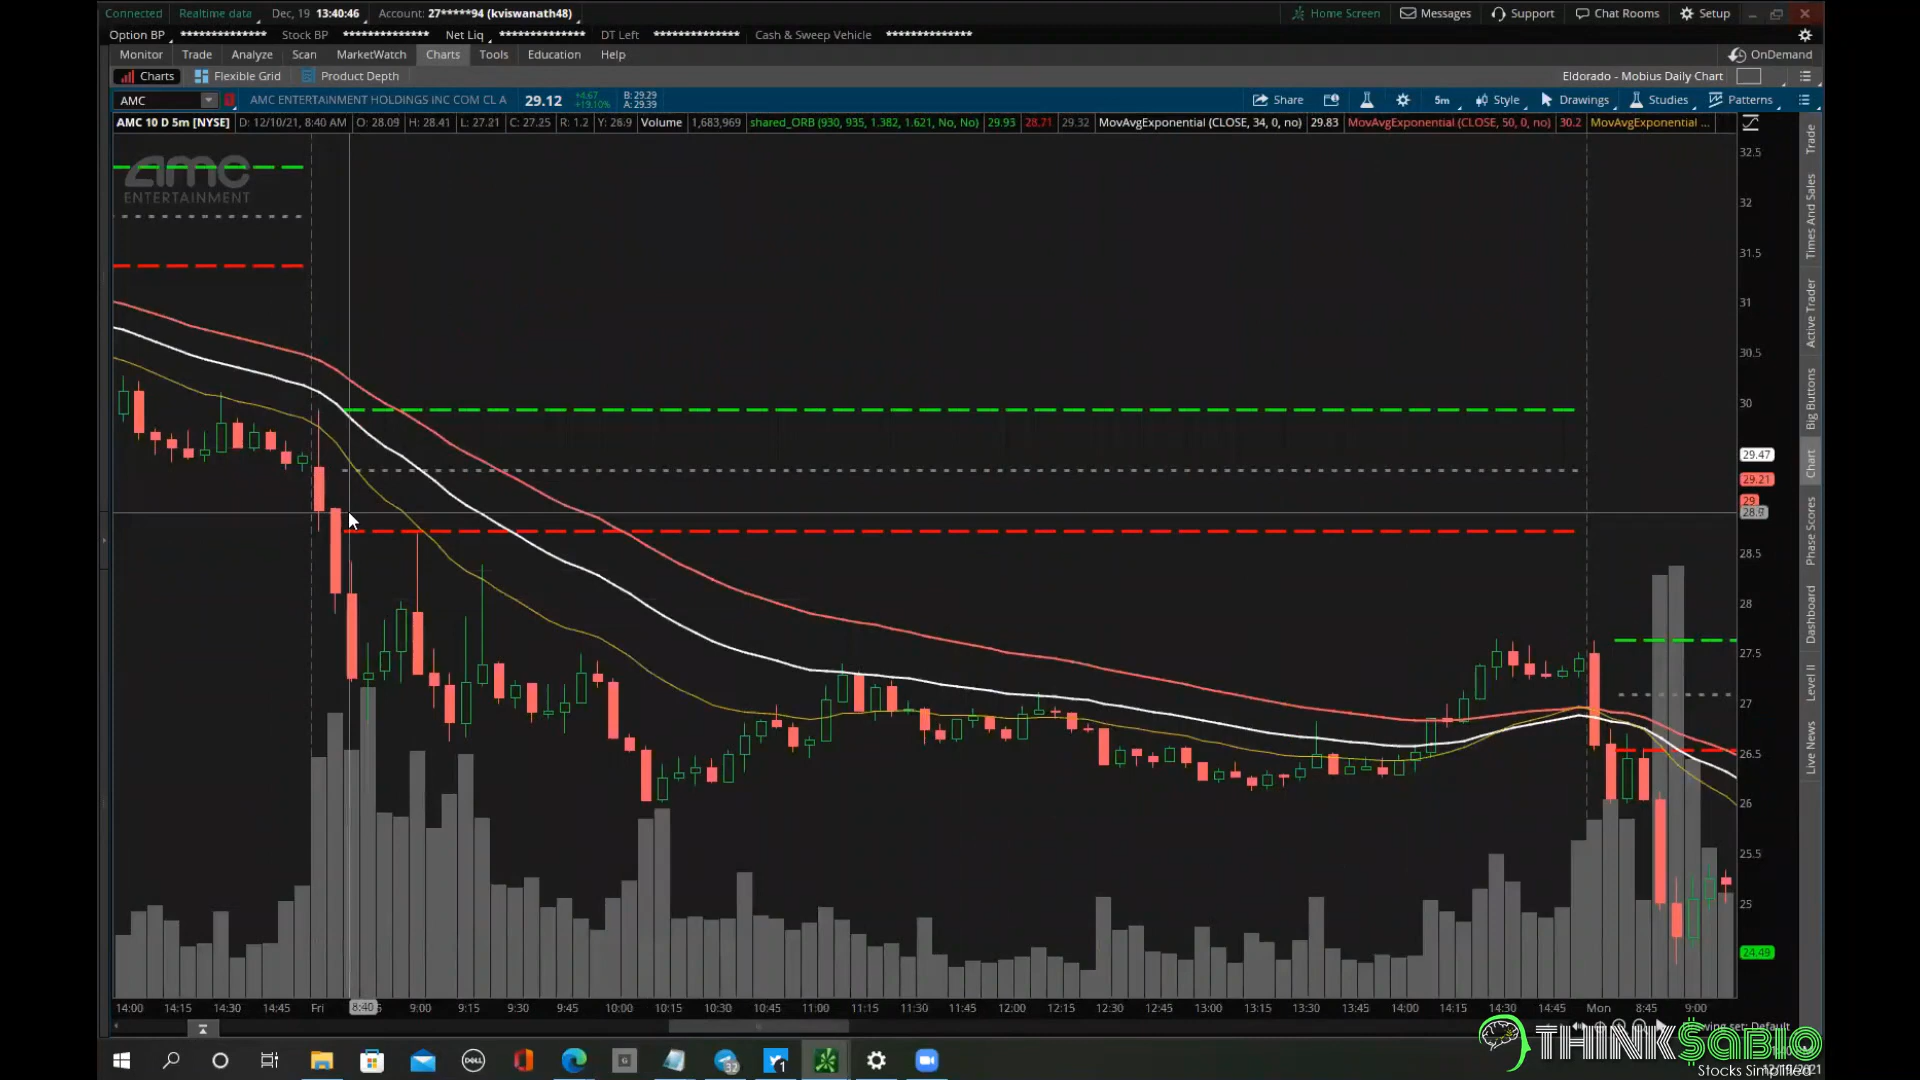 Connected Realtime data Dec, 19 13:40:46 Account: 27*****94 (kviswanath48) Home Screen Messages Support Chat Rooms Setup
Option BP ************** Stock BP ************** Net Liq ************** DT Left ************** Cash & Sweep Vehicle **************
Monitor Trade Analyze Scan MarketWatch Charts Tools Education Help OnDemand
Charts Flexible Grid Product Depth Eldorado - Mobius Daily Chart
AMC AMC ENTERTAINMENT HOLDINGS INC COM CL A 29.12 +4.67 +19.10% B: 29.29 A: 29.39 Share 5m Style Drawings Studies Patterns
AMC 10 D 5m [NYSE] D: 12/10/21, 8:40 AM O: 28.09 H: 28.41 L: 27.21 C: 27.25 R: 1.2 Y: 26.9 Volume 1,683,969 shared_ORB (930, 935, 1.382, 1.621, No, No) 29.93 28.71 29.32 MovAvgExponential (CLOSE, 34, 0, no) 29.83 MovAvgExponential (CLOSE, 50, 0, no) 30.2 MovAvgExponential ...
amc
ENTERTAINMENT
32.5
32
31.5
31
30.5
30
29.47
29.21
29
28.9
28.5
28
27.5
27
26.5
26
25.5
25
24.49
Trade
Times And Sales
Active Trader
Big Buttons
Chart
Phase Scores
Dashboard
Level II
Live News
14:00 14:15 14:30 14:45 Fri 8:40 9:00 9:15 9:30 9:45 10:00 10:15 10:30 10:45 11:00 11:15 11:30 11:45 12:00 12:15 12:30 12:45 13:00 13:15 13:30 13:45 14:00 14:15 14:30 14:45 Mon 8:45 9:00
THINK$aBIO
Stocks Simplified
32
1